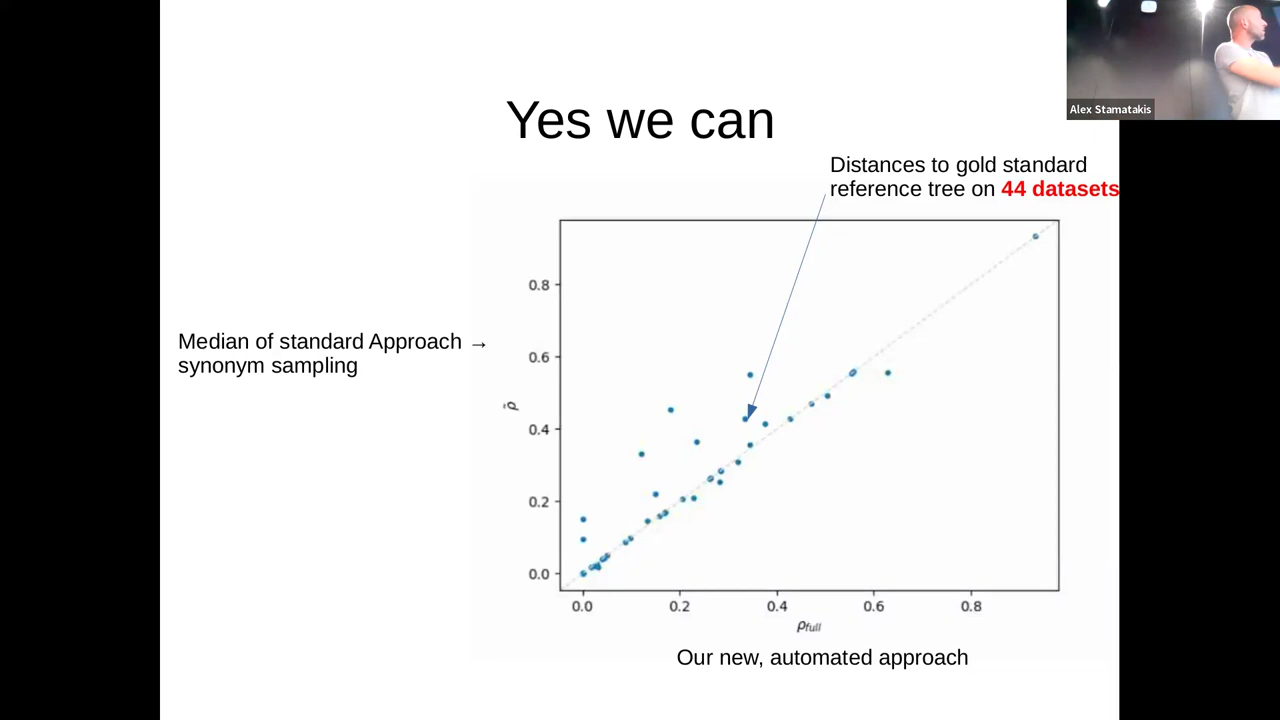 Alex Stamatakis
Yes we can
Distances to gold standard
reference tree on 44 datasets
Median of standard Approach →
synonym sampling
0.8
0.6
0.4
0.2
0.0
ρ̃
0.0 0.2 0.4 0.6 0.8
ρfull
Our new, automated approach